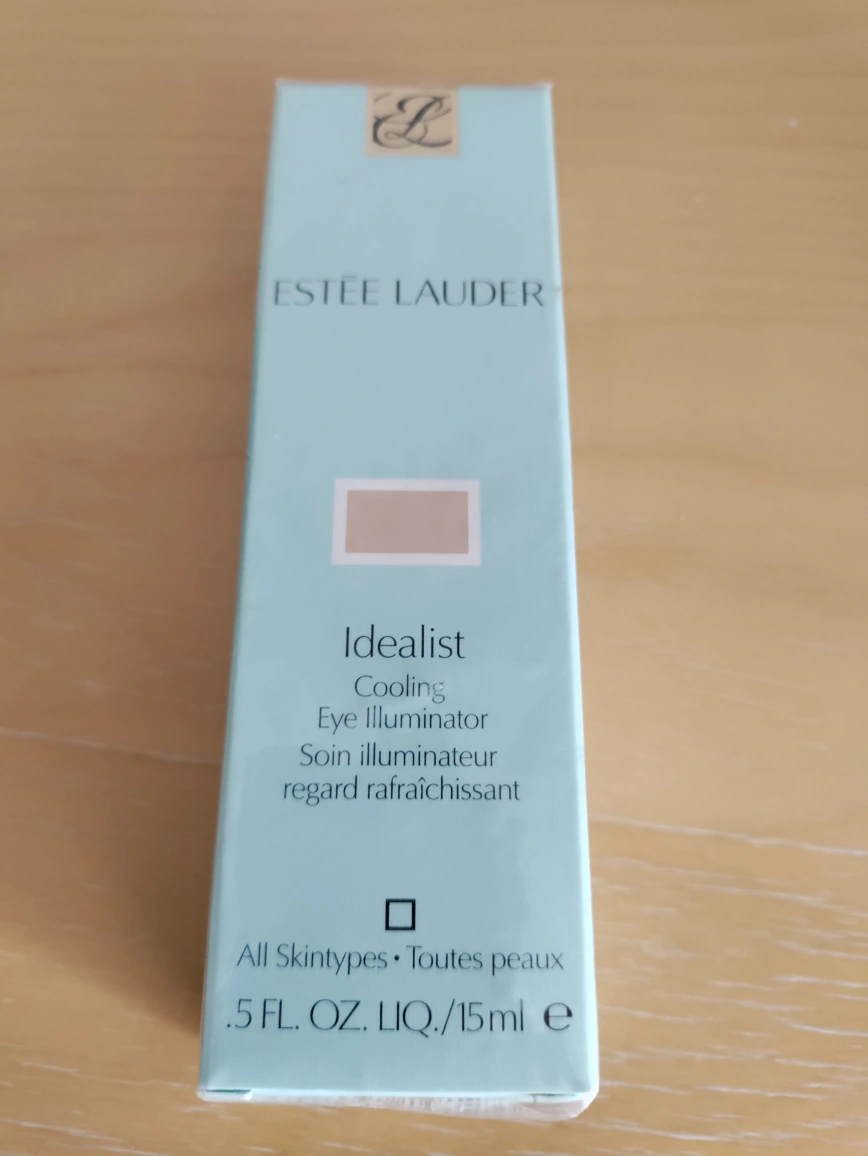 EL
ESTĒE LAUDER
Idealist
Cooling
Eye Illuminator
Soin illuminateur
regard rafraîchissant
All Skintypes • Toutes peaux
.5 FL. OZ. LIQ./15ml e